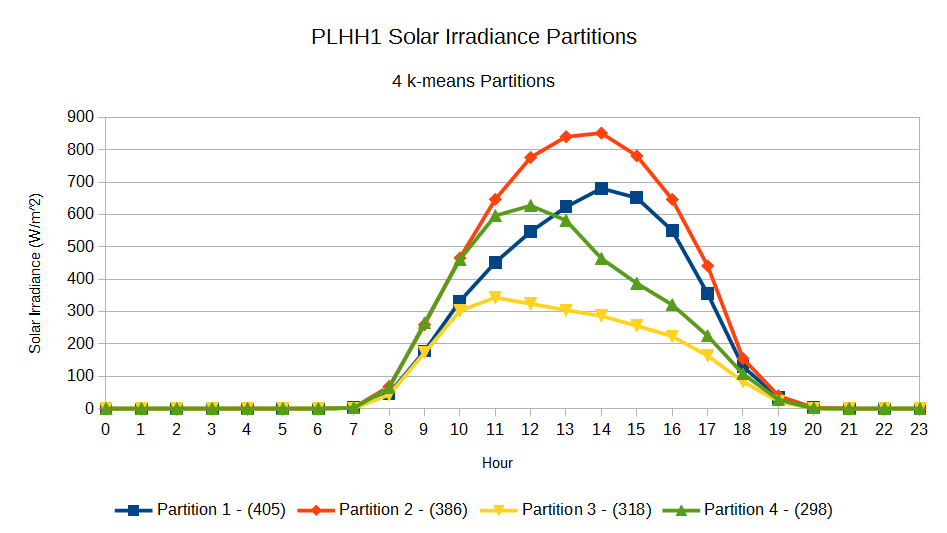 PLHH1 Solar Irradiance Partitions
4 k-means Partitions
Solar Irradiance (W/m^2)
900
800
700
600
500
400
300
200
100
0
0 1 2 3 4 5 6 7 8 9 10 11 12 13 14 15 16 17 18 19 20 21 22 23
Hour
Partition 1 - (405) Partition 2 - (386) Partition 3 - (318) Partition 4 - (298)